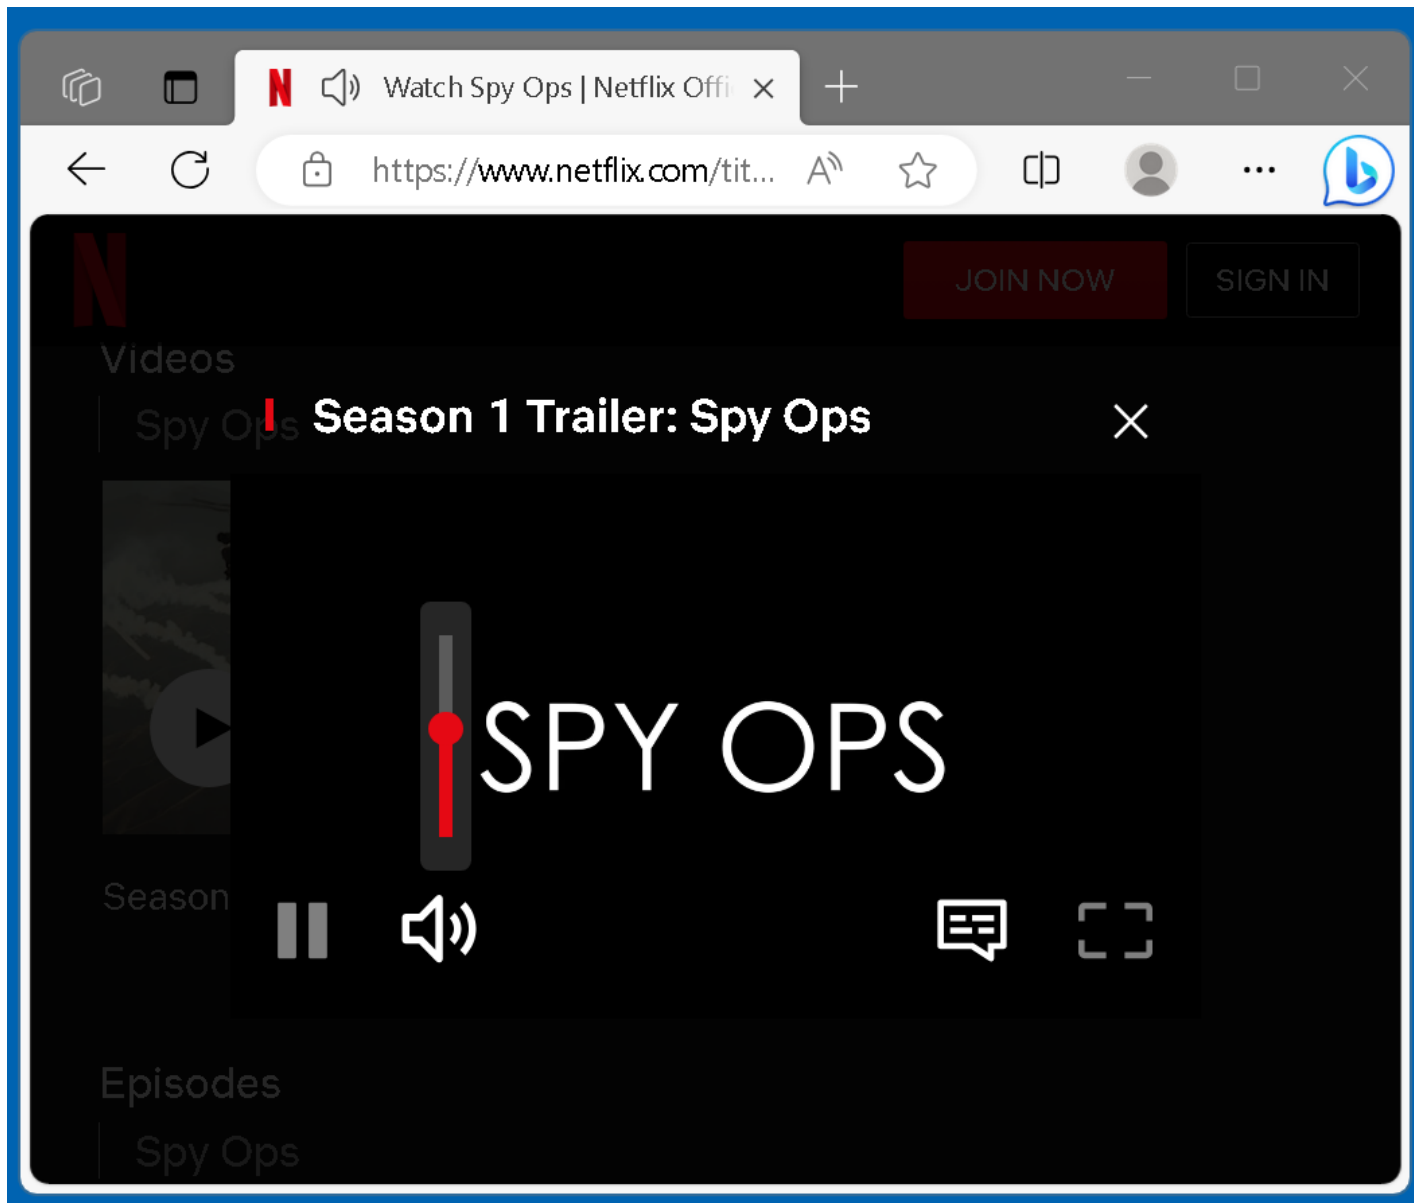 Watch Spy Ops | Netflix Offi
https://www.netflix.com/tit...
JOIN NOW
SIGN IN
Videos
Spy Ops
Season 1 Trailer: Spy Ops
SPY OPS
Season
Episodes
Spy Ops